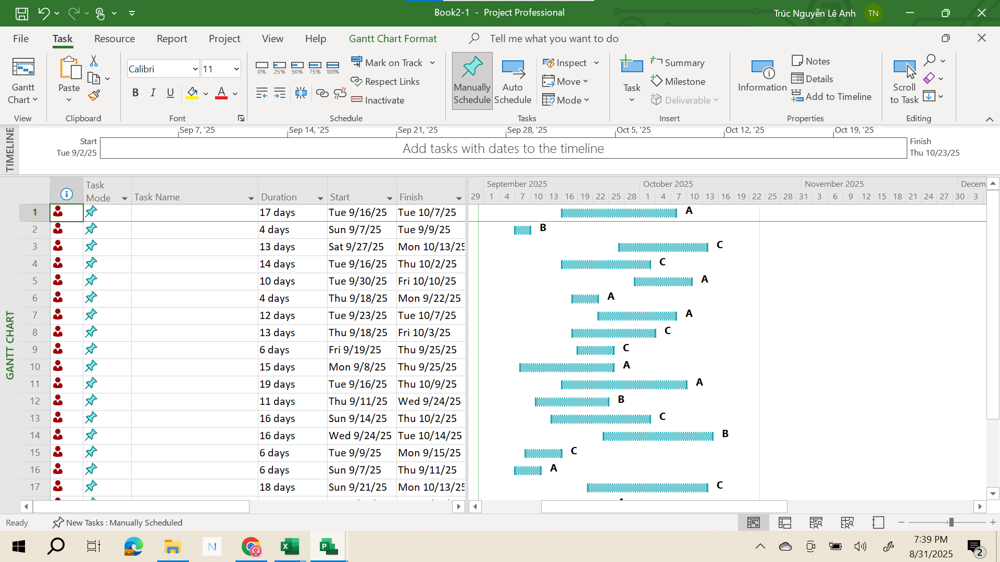 Book2-1 - Project Professional
Trúc Nguyễn Lê Anh TN
File Task Resource Report Project View Help Gantt Chart Format Tell me what you want to do
Gantt Chart
View
Paste
Clipboard
Calibri 11
B I U A
Font
0% 25% 50% 75% 100%
Mark on Track
Respect Links
Inactivate
Schedule
Manually Schedule
Auto Schedule
Inspect
Move
Mode
Tasks
Task
Summary
Milestone
Deliverable
Insert
Information
Notes
Details
Add to Timeline
Properties
Scroll to Task
Editing
TIMELINE
Sep 7, '25 Sep 14, '25 Sep 21, '25 Sep 28, '25 Oct 5, '25 Oct 12, '25 Oct 19, '25
Start
Tue 9/2/25
Add tasks with dates to the timeline
Finish
Thu 10/23/25
GANTT CHART
Task Mode Task Name Duration Start Finish
September 2025 October 2025 November 2025 Decem
29 1 4 7 10 13 16 19 22 25 28 1 4 7 10 13 16 19 22 25 28 31 3 6 9 12 15 18 21 24 27 30 3
1 17 days Tue 9/16/25 Tue 10/7/25 A
2 4 days Sun 9/7/25 Tue 9/9/25 B
3 13 days Sat 9/27/25 Mon 10/13/25 C
4 14 days Tue 9/16/25 Thu 10/2/25 C
5 10 days Tue 9/30/25 Fri 10/10/25 A
6 4 days Thu 9/18/25 Mon 9/22/25 A
7 12 days Tue 9/23/25 Tue 10/7/25 A
8 13 days Thu 9/18/25 Fri 10/3/25 C
9 6 days Fri 9/19/25 Thu 9/25/25 C
10 15 days Mon 9/8/25 Thu 9/25/25 A
11 19 days Tue 9/16/25 Thu 10/9/25 A
12 11 days Thu 9/11/25 Wed 9/24/25 B
13 16 days Sun 9/14/25 Thu 10/2/25 C
14 16 days Wed 9/24/25 Tue 10/14/25 B
15 6 days Tue 9/9/25 Mon 9/15/25 C
16 6 days Sun 9/7/25 Thu 9/11/25 A
17 18 days Sun 9/21/25 Mon 10/13/25 C
Ready New Tasks : Manually Scheduled
7:39 PM
8/31/2025
2